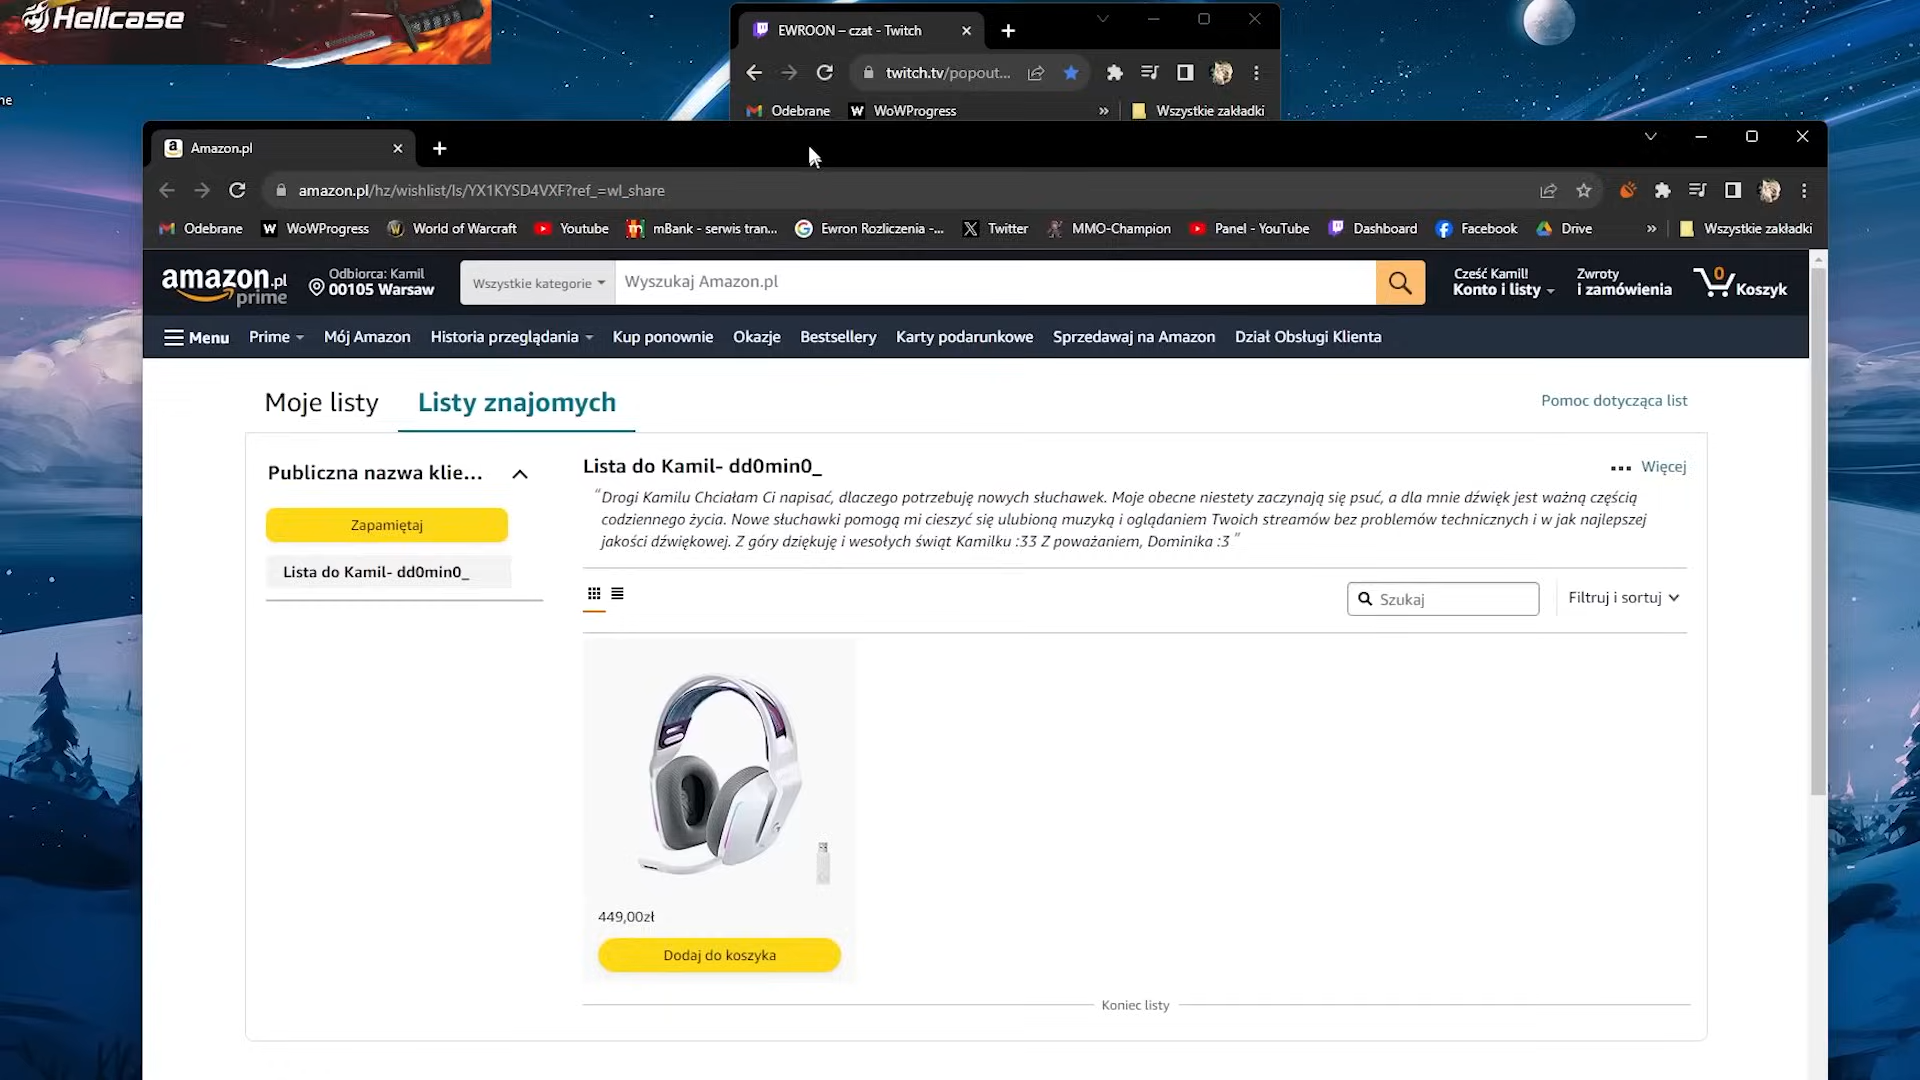 Hellcase
EWROON – czat - Twitch
twitch.tv/popout...
Odebrane
WoWProgress
»
Wszystkie zakładki
ne
Amazon.pl
amazon.pl/hz/wishlist/ls/YX1KYSD4VXF?ref_=wl_share
Odebrane
WoWProgress
World of Warcraft
Youtube
mBank - serwis tran...
Ewron Rozliczenia -...
Twitter
MMO-Champion
Panel - YouTube
Dashboard
Facebook
Drive
»
Wszystkie zakładki
amazon.pl
prime
Odbiorca: Kamil
00105 Warsaw
Wszystkie kategorie
Wyszukaj Amazon.pl
Cześć Kamil!
Konto i listy
Zwroty
i zamówienia
0
Koszyk
Menu
Prime
Mój Amazon
Historia przeglądania
Kup ponownie
Okazje
Bestsellery
Karty podarunkowe
Sprzedawaj na Amazon
Dział Obsługi Klienta
Moje listy
Listy znajomych
Pomoc dotycząca list
Publiczna nazwa klie...
Zapamiętaj
Lista do Kamil- dd0min0_
Lista do Kamil- dd0min0_
Więcej
"Drogi Kamilu Chciałam Ci napisać, dlaczego potrzebuję nowych słuchawek. Moje obecne niestety zaczynają się psuć, a dla mnie dźwięk jest ważną częścią
codziennego życia. Nowe słuchawki pomogą mi cieszyć się ulubioną muzyką i oglądaniem Twoich streamów bez problemów technicznych i w jak najlepszej
jakości dźwiękowej. Z góry dziękuję i wesołych świąt Kamilku :33 Z poważaniem, Dominika :3 "
Szukaj
Filtruj i sortuj
449,00zł
Dodaj do koszyka
Koniec listy